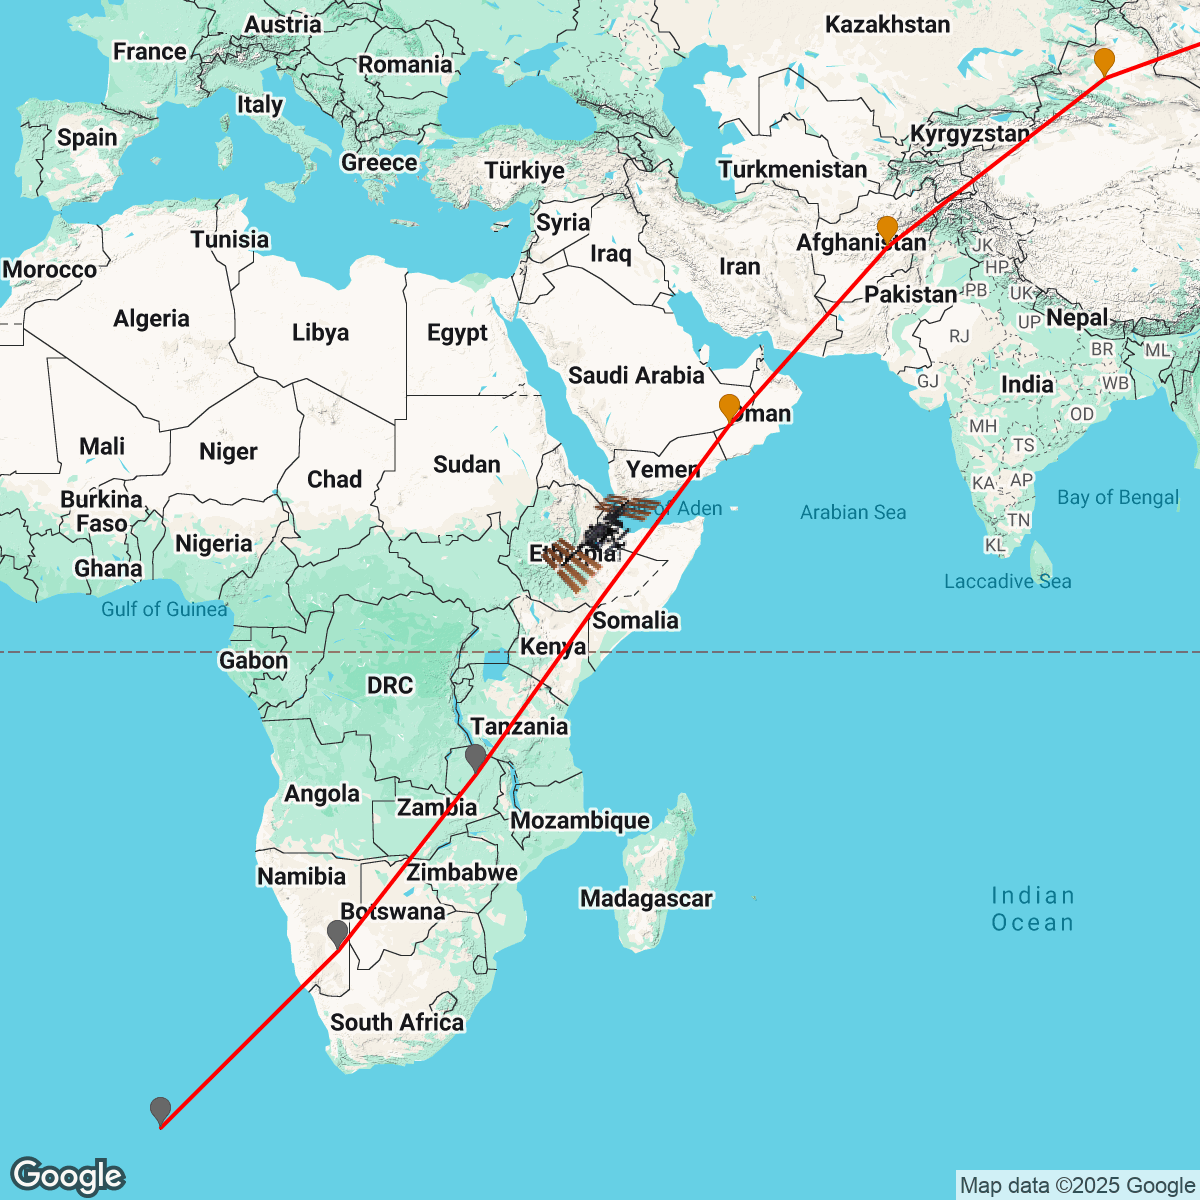 Kazakhstan
Austria
France
Romania
Italy
Spain
Kyrgyzstan
Greece
Türkiye
Turkmenistan
Syria
Tunisia
Afghanistan
JK
Morocco
Iraq
Iran
HP
Pakistan
PB
UK
Algeria
Libya
Egypt
UP
Nepal
RJ
BR
ML
Saudi Arabia
GJ
India
WB
Oman
OD
MH
Mali
Niger
Sudan
Yemen
TS
Chad
KA
AP
Burkina
Faso
Gulf of Aden
Arabian Sea
Bay of Bengal
TN
Nigeria
Ethiopia
KL
Ghana
Laccadive Sea
Gulf of Guinea
Somalia
Kenya
Gabon
DRC
Tanzania
Angola
Zambia
Mozambique
Namibia
Zimbabwe
Madagascar
Indian
Ocean
Botswana
South Africa
Google
Map data ©2025 Google